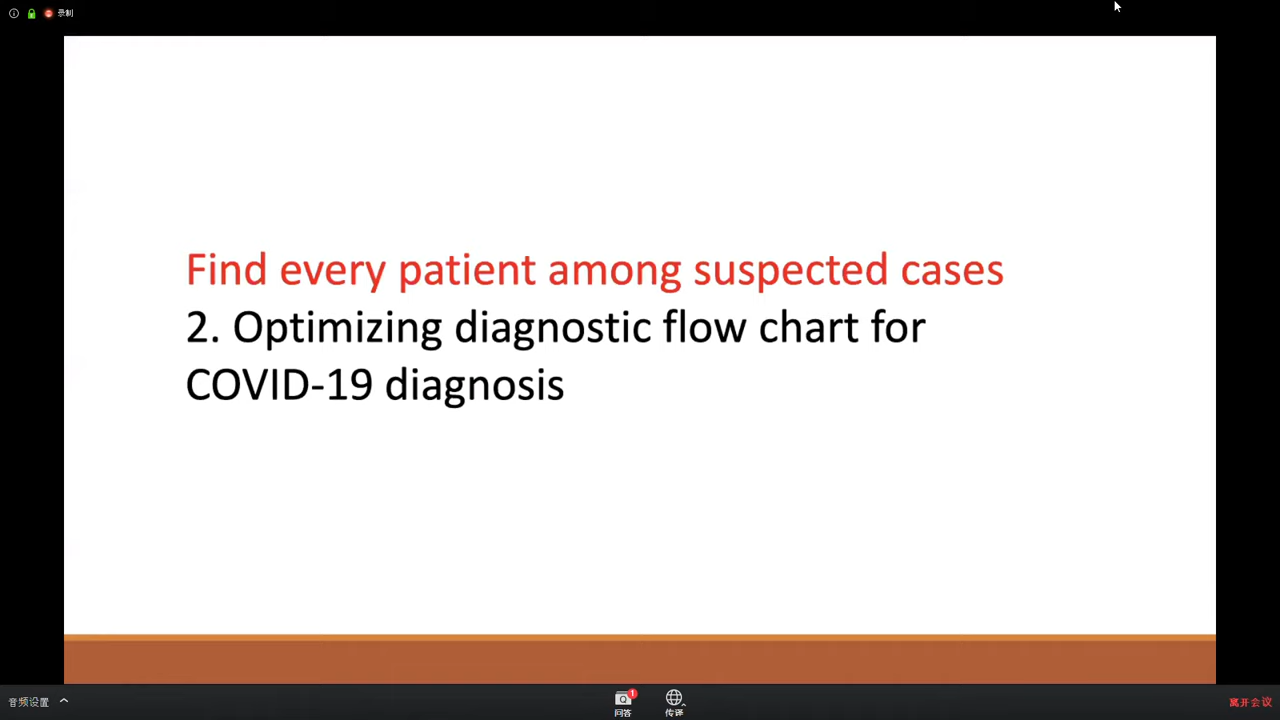 录制
Find every patient among suspected cases
2. Optimizing diagnostic flow chart for
COVID-19 diagnosis
音频设置
1
问答
传译
离开会议